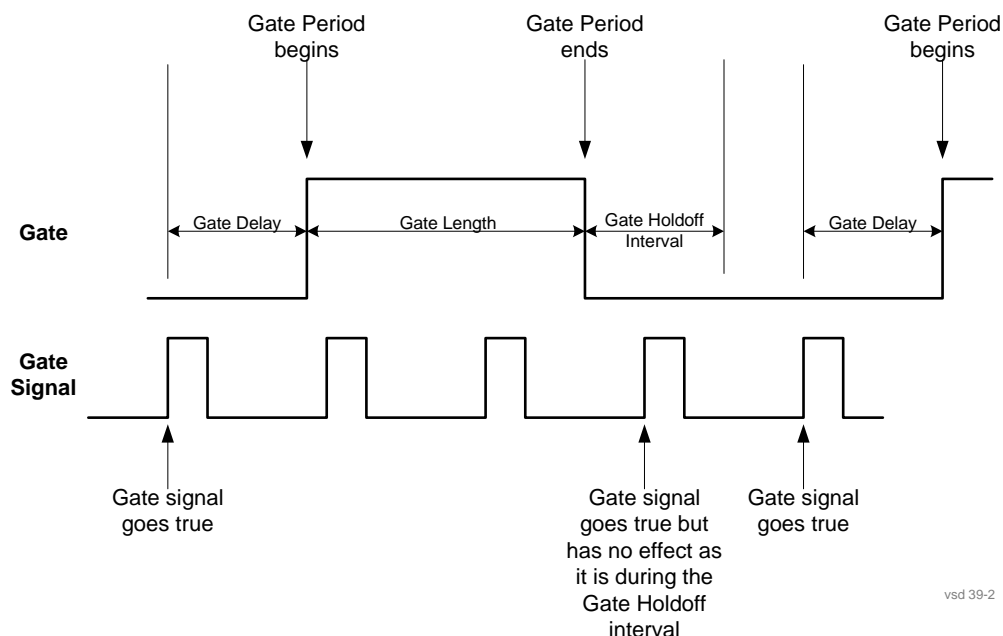 Gate Period
begins
Gate Period
ends
Gate Period
begins
Gate
Gate Delay
Gate Length
Gate Holdoff
Interval
Gate Delay
Gate
Signal
Gate signal
goes true
Gate signal
goes true but
has no effect as
it is during the
Gate Holdoff
interval
Gate signal
goes true
vsd 39-2